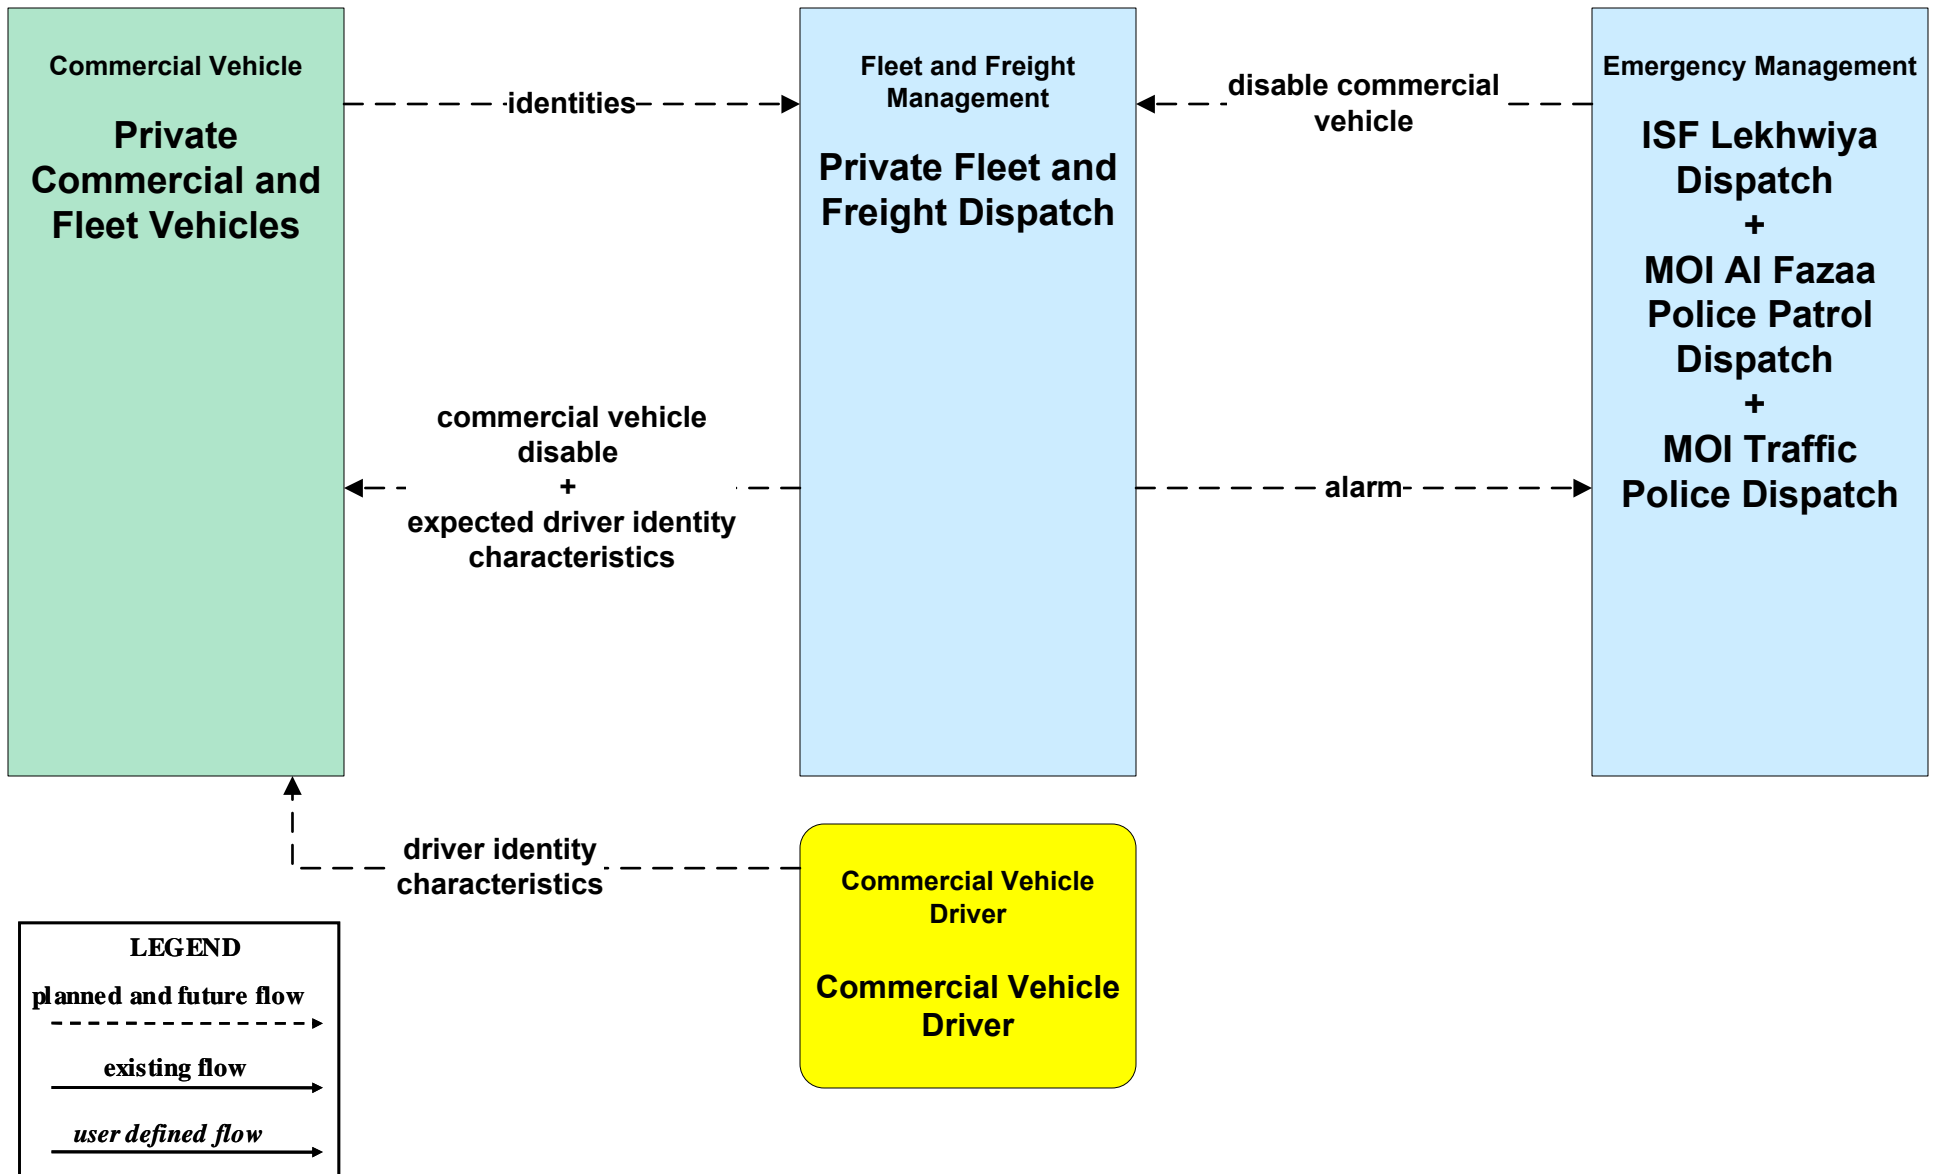 Commercial Vehicle
Private
Commercial and
Fleet Vehicles
identities
Fleet and Freight
Management
Private Fleet and
Freight Dispatch
disable commercial
vehicle
Emergency Management
ISF Lekhwiya
Dispatch
+
MOI Al Fazaa
Police Patrol
Dispatch
+
MOI Traffic
Police Dispatch
commercial vehicle
disable
+
expected driver identity
characteristics
alarm
driver identity
characteristics
Commercial Vehicle
Driver
Commercial Vehicle
Driver
LEGEND
planned and future flow
existing flow
user defined flow